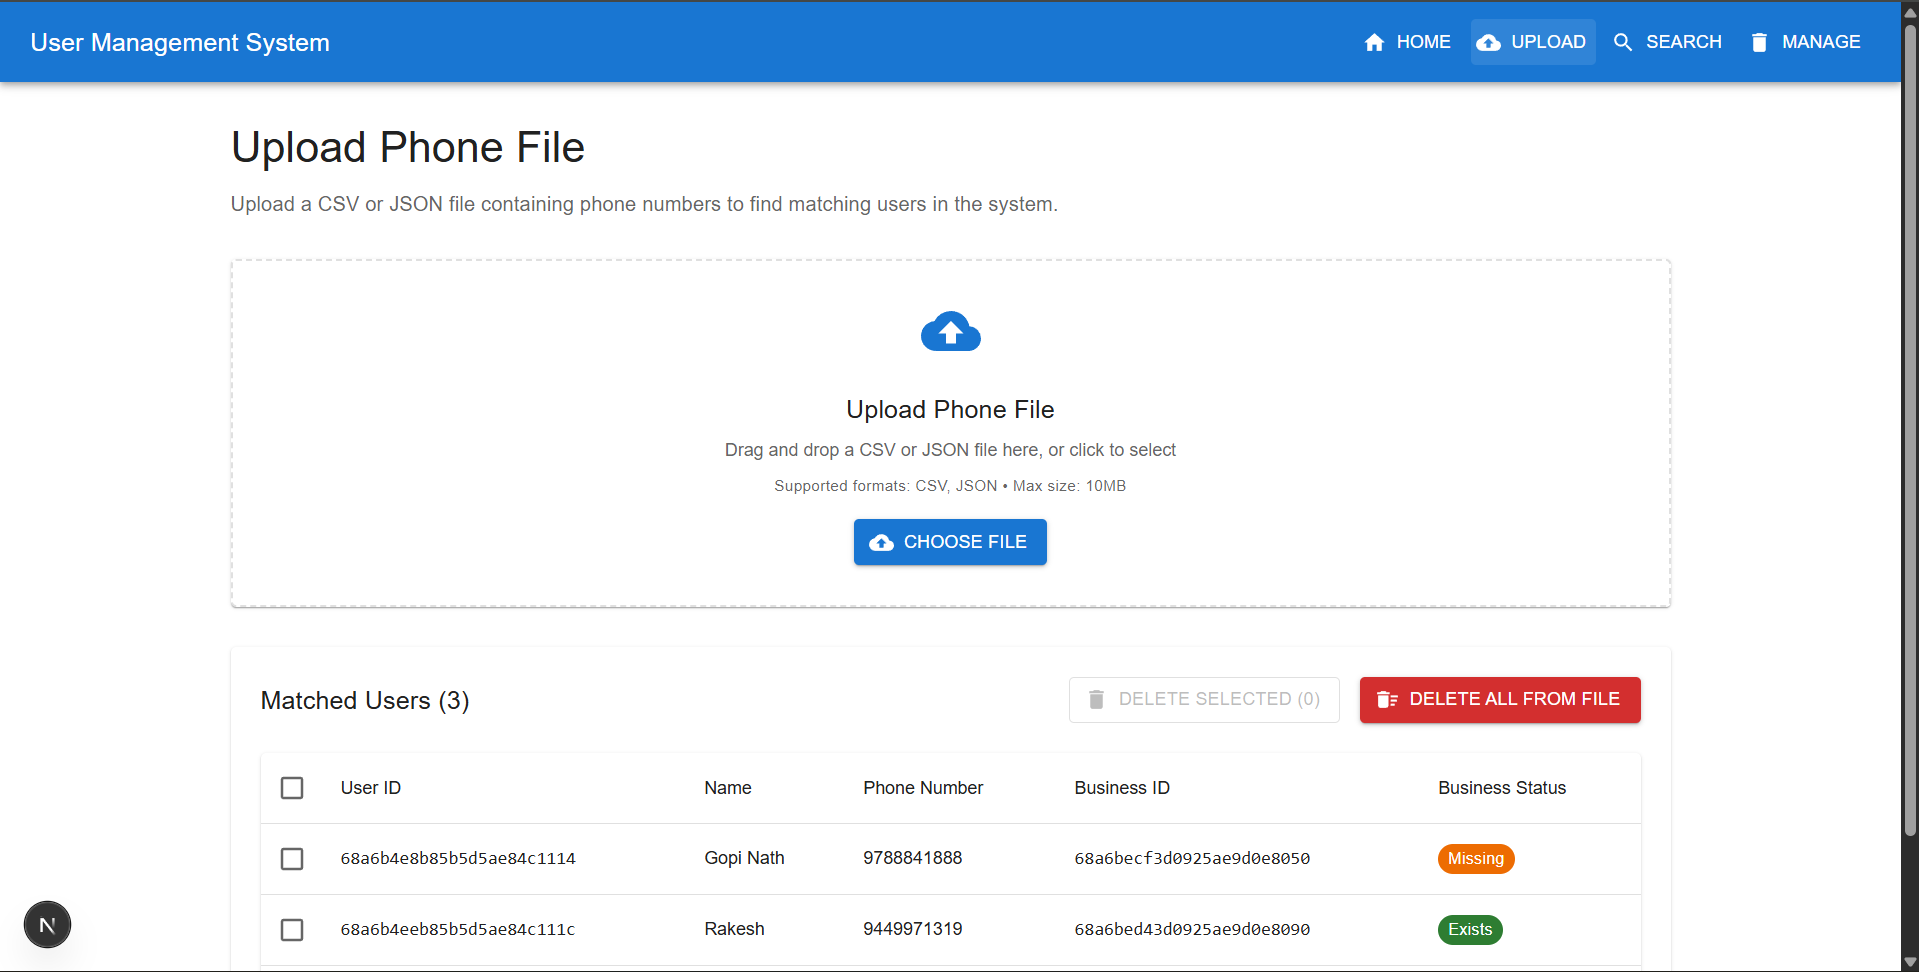 User Management System
HOME
UPLOAD
SEARCH
MANAGE
Upload Phone File
Upload a CSV or JSON file containing phone numbers to find matching users in the system.
Upload Phone File
Drag and drop a CSV or JSON file here, or click to select
Supported formats: CSV, JSON • Max size: 10MB
CHOOSE FILE
Matched Users (3)
DELETE SELECTED (0)
DELETE ALL FROM FILE
User ID Name Phone Number Business ID Business Status
68a6b4e8b85b5d5ae84c1114 Gopi Nath 9788841888 68a6becf3d0925ae9d0e8050 Missing
68a6b4eeb85b5d5ae84c111c Rakesh 9449971319 68a6bed43d0925ae9d0e8090 Exists
N